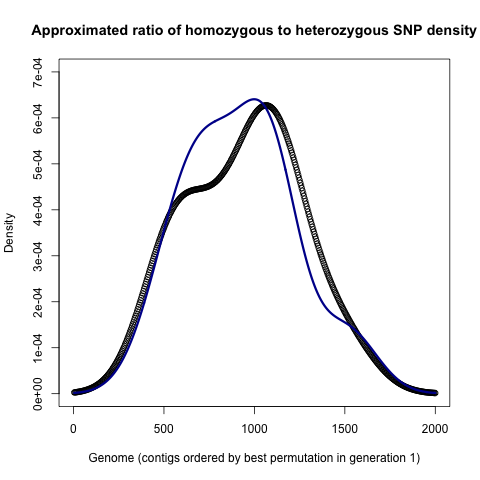 Approximated ratio of homozygous to heterozygous SNP density
7e-04
6e-04
5e-04
4e-04
3e-04
2e-04
1e-04
0e+00
Density
0 500 1000 1500 2000
Genome (contigs ordered by best permutation in generation 1)